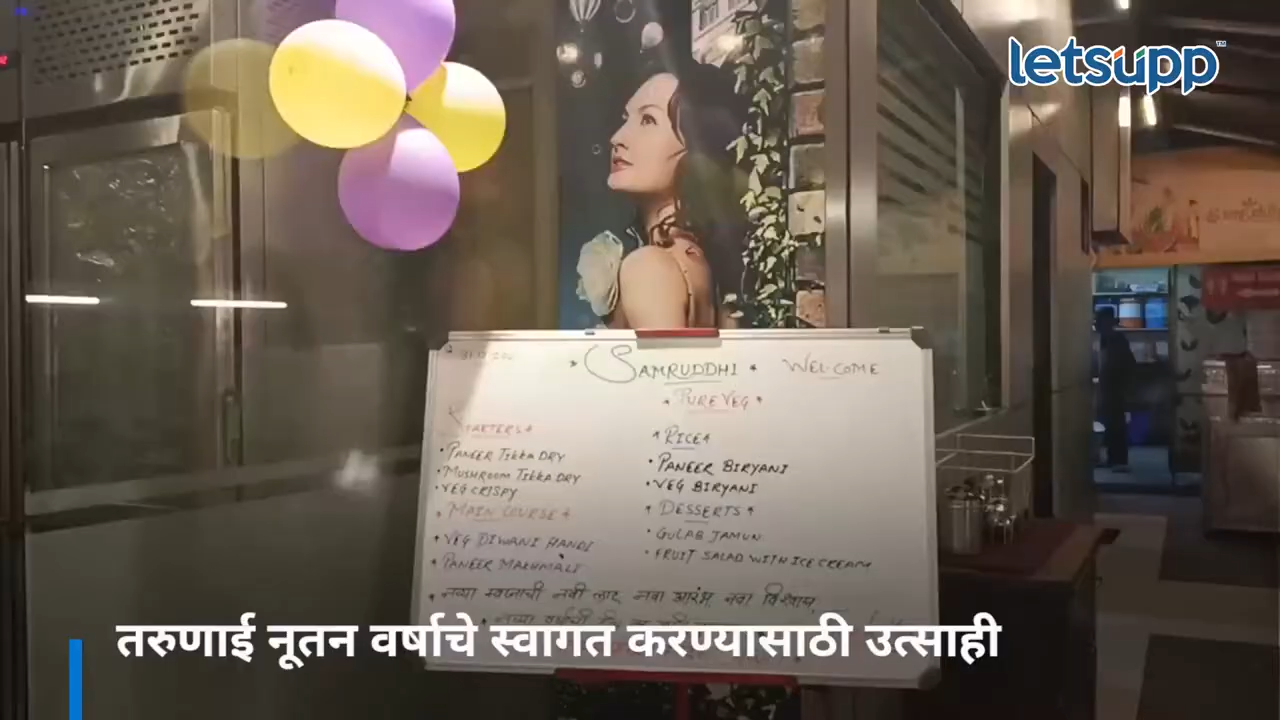 letsupp™
SAMRUDDHI WELCOME
PURE VEG
STARTERS
• PANEER TIKKA DRY
• MUSHROOM TIKKA DRY
• VEG CRISPY
MAIN COURSE
• VEG DIWANI HANDI
• PANEER MAKHMALI
RICE
• PANEER BIRYANI
• VEG BIRYANI
DESSERTS
• GULAB JAMUN
• FRUIT SALAD WITH ICE CREAM
नव्या स्वप्नांची नवी लाट नवा आरंभ, नवा विश्वास
तरुणाई नूतन वर्षाचे स्वागत करण्यासाठी उत्साही